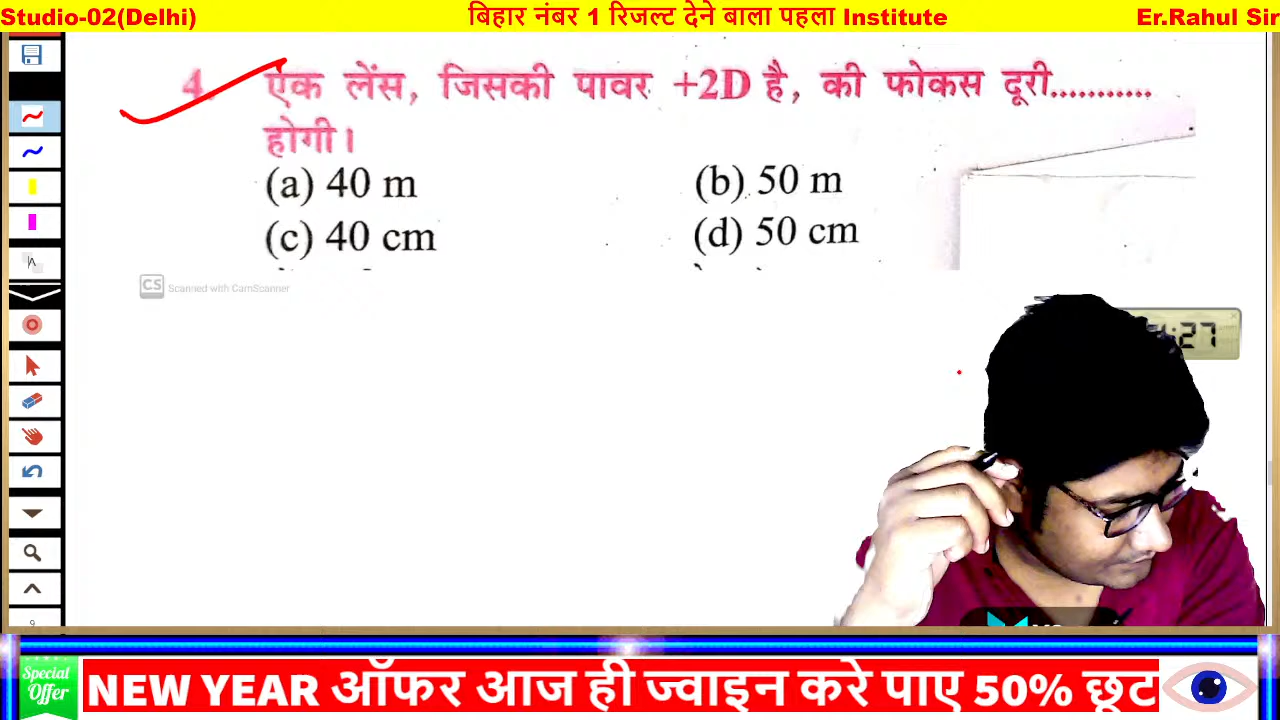 Studio-02(Delhi) बिहार नंबर 1 रिजल्ट देने बाला पहला Institute Er.Rahul Sir
4. एक लेंस, जिसकी पावर +2D है, की फोकस दूरी...........
होगी।
(a) 40 m (b) 50 m
(c) 40 cm (d) 50 cm
CS Scanned with CamScanner
:27
Special Offer
NEW YEAR ऑफर आज ही ज्वाइन करे पाए 50% छूट